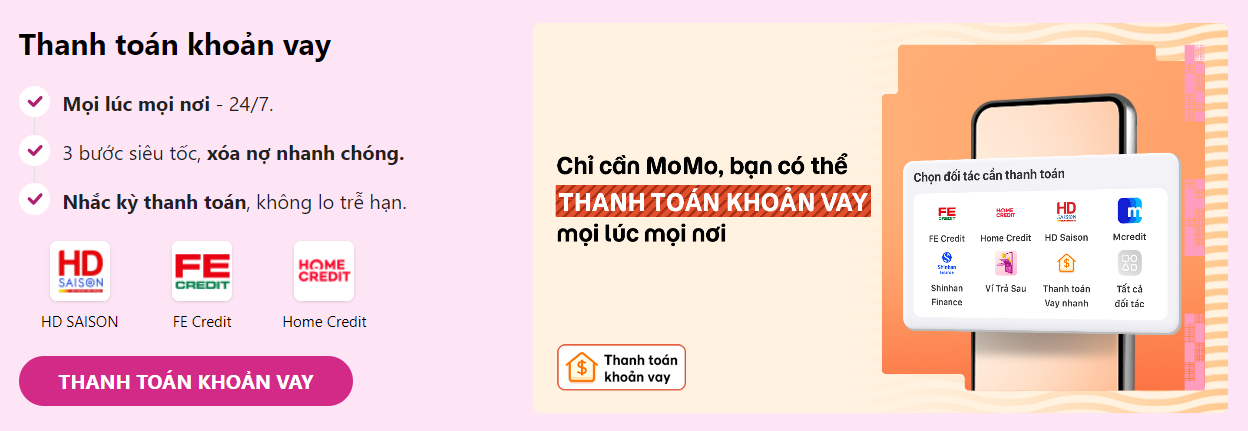 Thanh toán khoản vay
Mọi lúc mọi nơi - 24/7.
3 bước siêu tốc, xóa nợ nhanh chóng.
Nhắc kỳ thanh toán, không lo trễ hạn.
HD
SAISON
FE
CREDIT
HOME
CREDIT
HD SAISON
FE Credit
Home Credit
THANH TOÁN KHOẢN VAY
Chỉ cần MoMo, bạn có thể
THANH TOÁN KHOẢN VAY
mọi lúc mọi nơi
Thanh toán
khoản vay
Chọn đối tác cần thanh toán
FE
CREDIT
HOME
CREDIT
HD
SAISON
m
FE Credit
Home Credit
HD Saison
Mcredit
Shinhan
Finance
Shinhan
Finance
Ví Trả Sau
Thanh toán
Vay nhanh
Tất cả
đối tác